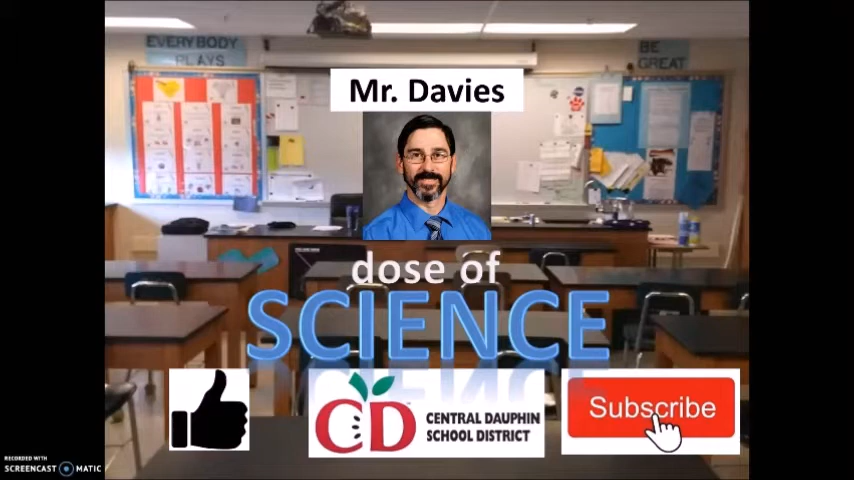 EVERYBODY
PLAYS
BE
GREAT
Mr. Davies
dose of
SCIENCE
CD
CENTRAL DAUPHIN
SCHOOL DISTRICT
Subscribe
RECORDED WITH
SCREENCAST MATIC